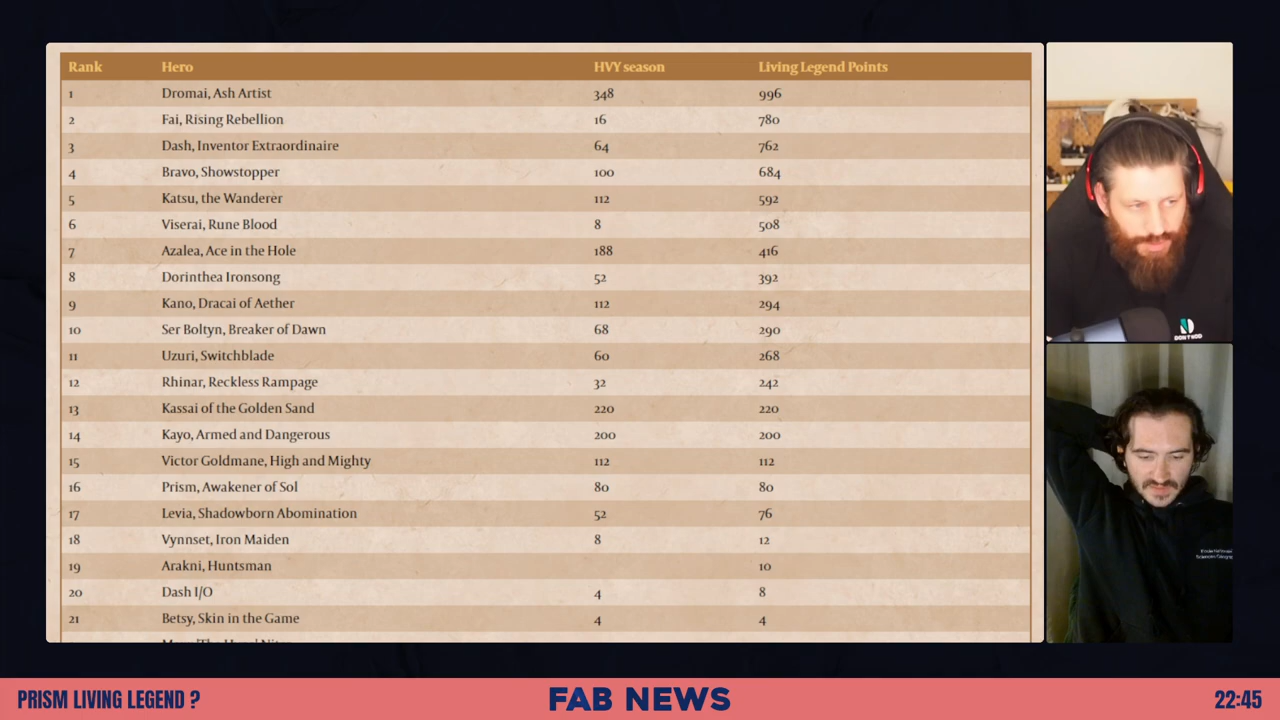 Rank Hero HVY season Living Legend Points
1 Dromai, Ash Artist 348 996
2 Fai, Rising Rebellion 16 780
3 Dash, Inventor Extraordinaire 64 762
4 Bravo, Showstopper 100 684
5 Katsu, the Wanderer 112 592
6 Viserai, Rune Blood 8 508
7 Azalea, Ace in the Hole 188 416
8 Dorinthea Ironsong 52 392
9 Kano, Dracai of Aether 112 294
10 Ser Boltyn, Breaker of Dawn 68 290
11 Uzuri, Switchblade 60 268
12 Rhinar, Reckless Rampage 32 242
13 Kassai of the Golden Sand 220 220
14 Kayo, Armed and Dangerous 200 200
15 Victor Goldmane, High and Mighty 112 112
16 Prism, Awakener of Sol 80 80
17 Levia, Shadowborn Abomination 52 76
18 Vynnset, Iron Maiden 8 12
19 Arakni, Huntsman 10
20 Dash I/O 4 8
21 Betsy, Skin in the Game 4 4
PRISM LIVING LEGEND ? FAB NEWS 22:45